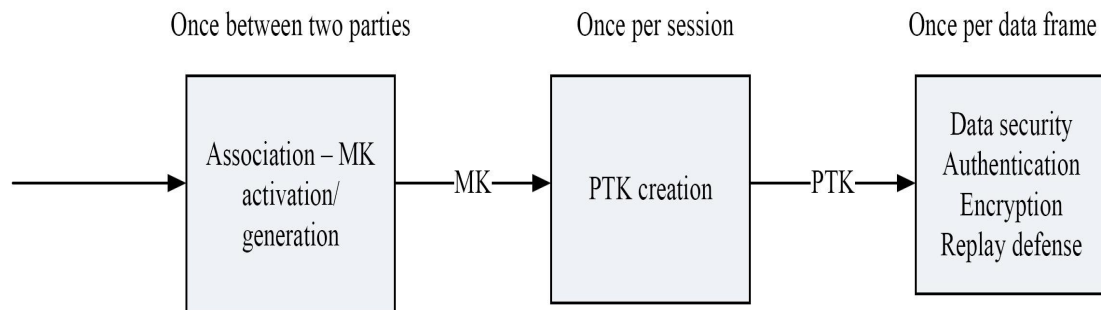 Once between two parties
Once per session
Once per data frame
Association – MK
activation/
generation
MK
PTK creation
PTK
Data security
Authentication
Encryption
Replay defense